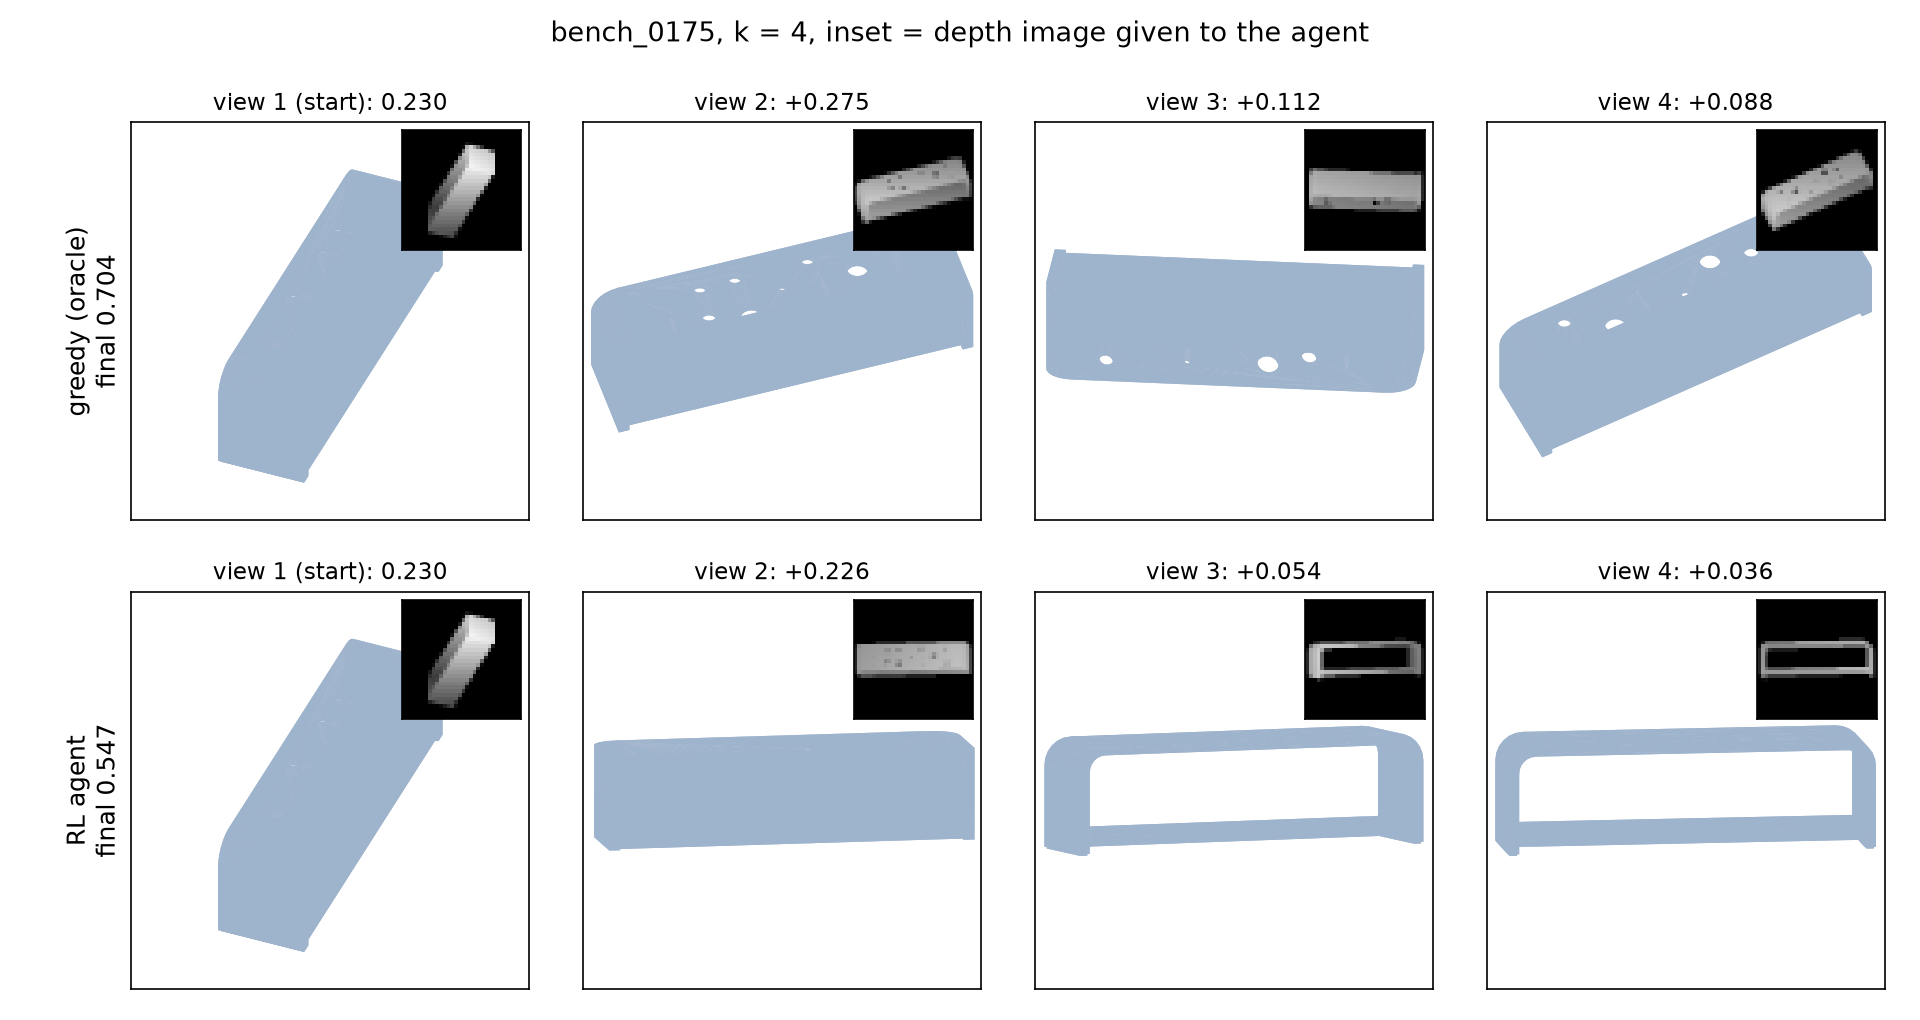 bench_0175, k = 4, inset = depth image given to the agent
greedy (oracle)
final 0.704
view 1 (start): 0.230
view 2: +0.275
view 3: +0.112
view 4: +0.088
RL agent
final 0.547
view 1 (start): 0.230
view 2: +0.226
view 3: +0.054
view 4: +0.036